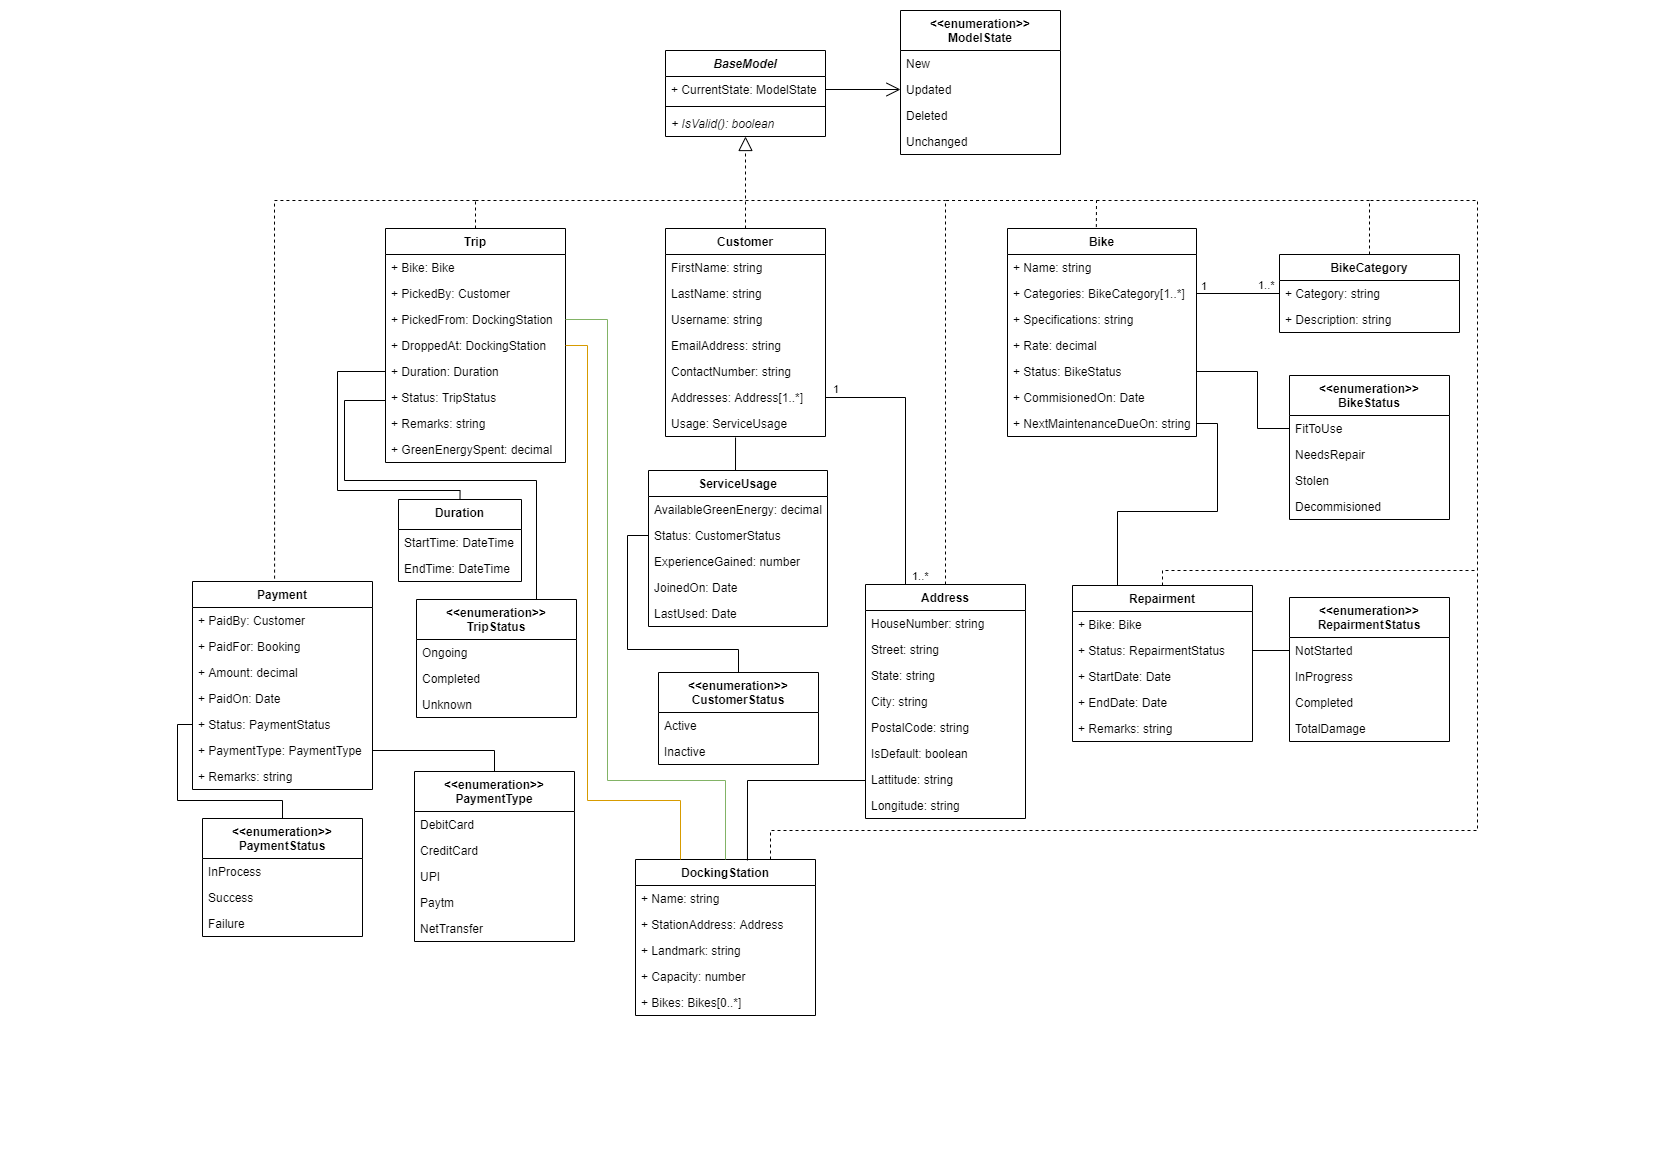 <<enumeration>>
ModelState
New
Updated
Deleted
Unchanged
BaseModel
+ CurrentState: ModelState
+ IsValid(): boolean
Trip
+ Bike: Bike
+ PickedBy: Customer
+ PickedFrom: DockingStation
+ DroppedAt: DockingStation
+ Duration: Duration
+ Status: TripStatus
+ Remarks: string
+ GreenEnergySpent: decimal
Customer
FirstName: string
LastName: string
Username: string
EmailAddress: string
ContactNumber: string
Addresses: Address[1..*]
Usage: ServiceUsage
1
1..*
Bike
+ Name: string
+ Categories: BikeCategory[1..*]
+ Specifications: string
+ Rate: decimal
+ Status: BikeStatus
+ CommisionedOn: Date
+ NextMaintenanceDueOn: string
1
1..*
BikeCategory
+ Category: string
+ Description: string
<<enumeration>>
BikeStatus
FitToUse
NeedsRepair
Stolen
Decommisioned
ServiceUsage
AvailableGreenEnergy: decimal
Status: CustomerStatus
ExperienceGained: number
JoinedOn: Date
LastUsed: Date
Duration
StartTime: DateTime
EndTime: DateTime
Payment
+ PaidBy: Customer
+ PaidFor: Booking
+ Amount: decimal
+ PaidOn: Date
+ Status: PaymentStatus
+ PaymentType: PaymentType
+ Remarks: string
<<enumeration>>
TripStatus
Ongoing
Completed
Unknown
<<enumeration>>
CustomerStatus
Active
Inactive
Address
HouseNumber: string
Street: string
State: string
City: string
PostalCode: string
IsDefault: boolean
Lattitude: string
Longitude: string
Repairment
+ Bike: Bike
+ Status: RepairmentStatus
+ StartDate: Date
+ EndDate: Date
+ Remarks: string
<<enumeration>>
RepairmentStatus
NotStarted
InProgress
Completed
TotalDamage
<<enumeration>>
PaymentStatus
InProcess
Success
Failure
<<enumeration>>
PaymentType
DebitCard
CreditCard
UPI
Paytm
NetTransfer
DockingStation
+ Name: string
+ StationAddress: Address
+ Landmark: string
+ Capacity: number
+ Bikes: Bikes[0..*]